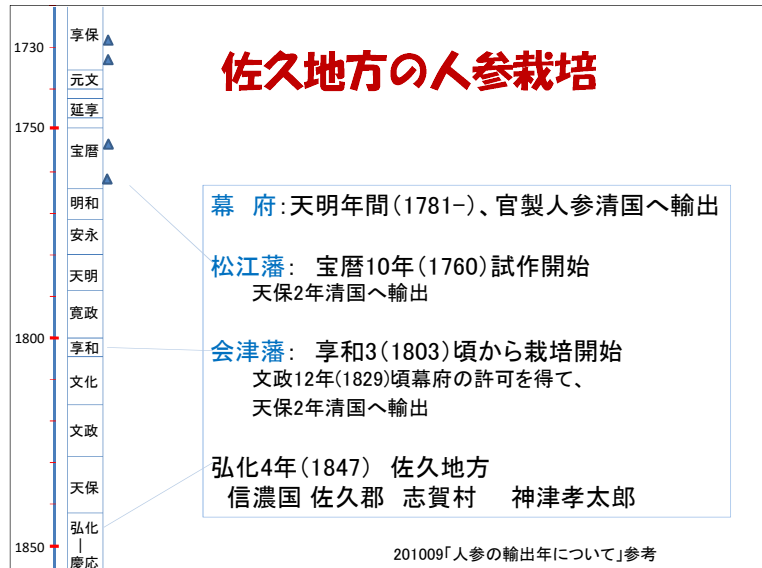 佐久地方の人参栽培
1730
1750
1800
1850
享保
元文
延享
宝暦
明和
安永
天明
寛政
享和
文化
文政
天保
弘化
|
慶応
幕　府：天明年間(1781-)、官製人参清国へ輸出
松江藩：　宝暦10年(1760)試作開始
天保2年清国へ輸出
会津藩：　享和3(1803)頃から栽培開始
文政12年(1829)頃幕府の許可を得て、
天保2年清国へ輸出
弘化4年(1847)　佐久地方
信濃国 佐久郡　志賀村　　神津孝太郎
201009「人参の輸出年について」参考